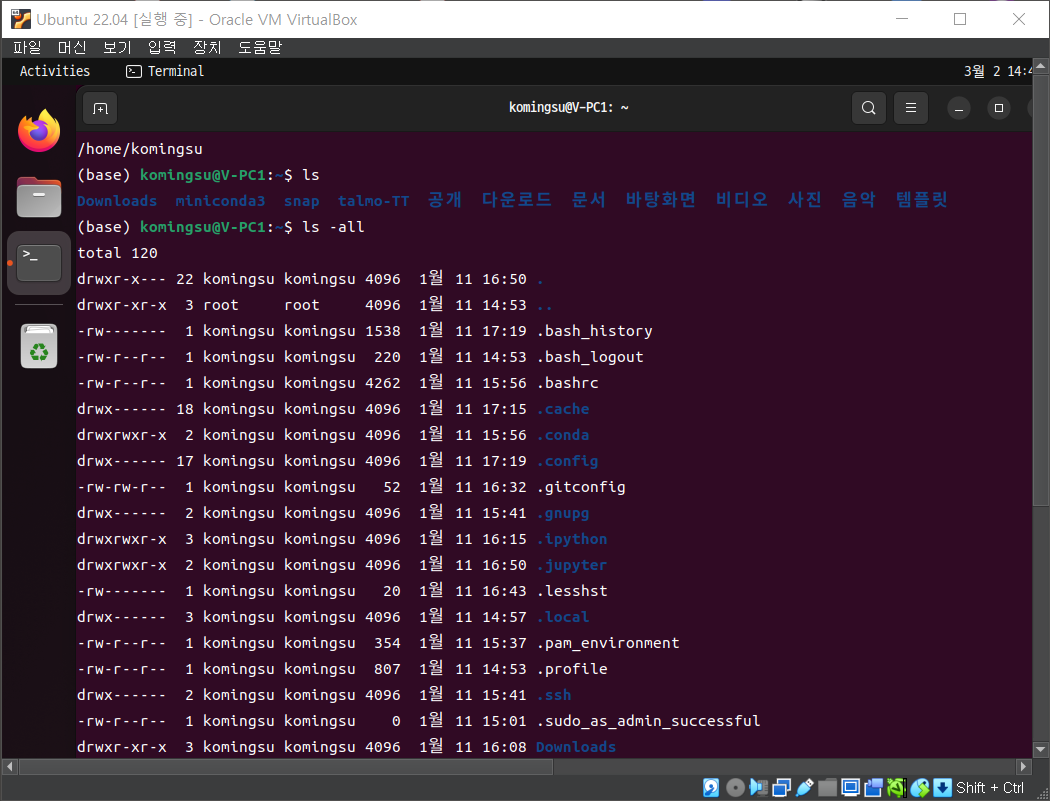 Ubuntu 22.04 [실행 중] - Oracle VM VirtualBox
파일 머신 보기 입력 장치 도움말
Activities Terminal 3월 2 14:4
komingsu@V-PC1: ~
/home/komingsu
(base) komingsu@V-PC1:~$ ls
Downloads miniconda3 snap talmo-TT 공개 다운로드 문서 바탕화면 비디오 사진 음악 템플릿
(base) komingsu@V-PC1:~$ ls -all
total 120
drwxr-x--- 22 komingsu komingsu 4096 1월 11 16:50 .
drwxr-xr-x 3 root root 4096 1월 11 14:53 ..
-rw------- 1 komingsu komingsu 1538 1월 11 17:19 .bash_history
-rw-r--r-- 1 komingsu komingsu 220 1월 11 14:53 .bash_logout
-rw-r--r-- 1 komingsu komingsu 4262 1월 11 15:56 .bashrc
drwx------ 18 komingsu komingsu 4096 1월 11 17:15 .cache
drwxrwxr-x 2 komingsu komingsu 4096 1월 11 15:56 .conda
drwx------ 17 komingsu komingsu 4096 1월 11 17:19 .config
-rw-rw-r-- 1 komingsu komingsu 52 1월 11 16:32 .gitconfig
drwx------ 2 komingsu komingsu 4096 1월 11 15:41 .gnupg
drwxrwxr-x 3 komingsu komingsu 4096 1월 11 16:15 .ipython
drwxrwxr-x 2 komingsu komingsu 4096 1월 11 16:50 .jupyter
-rw------- 1 komingsu komingsu 20 1월 11 16:43 .lesshst
drwx------ 3 komingsu komingsu 4096 1월 11 14:57 .local
-rw-r--r-- 1 komingsu komingsu 354 1월 11 15:37 .pam_environment
-rw-r--r-- 1 komingsu komingsu 807 1월 11 14:53 .profile
drwx------ 2 komingsu komingsu 4096 1월 11 15:41 .ssh
-rw-r--r-- 1 komingsu komingsu 0 1월 11 15:01 .sudo_as_admin_successful
drwxr-xr-x 3 komingsu komingsu 4096 1월 11 16:08 Downloads
Shift + Ctrl